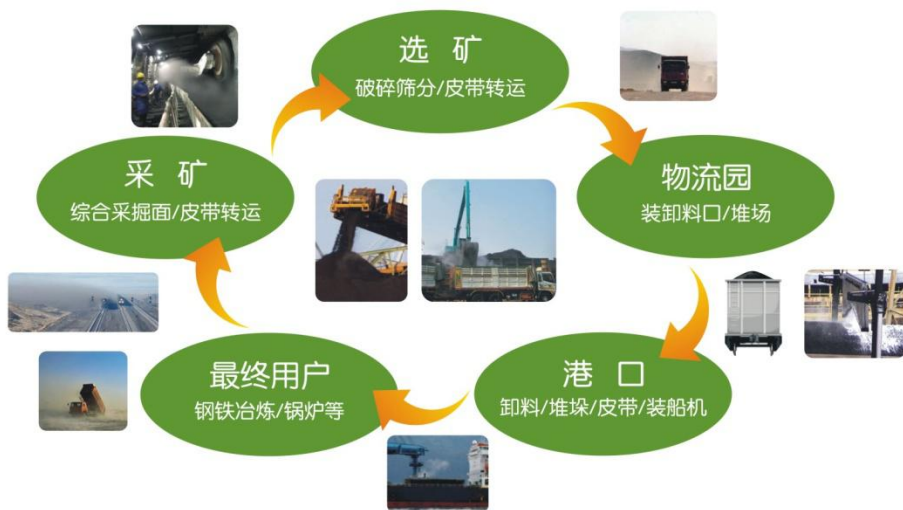 选 矿
破碎筛分/皮带转运
采 矿
综合采掘面/皮带转运
物流园
装卸料口/堆场
最终用户
钢铁冶炼/锅炉等
港 口
卸料/堆垛/皮带/装船机